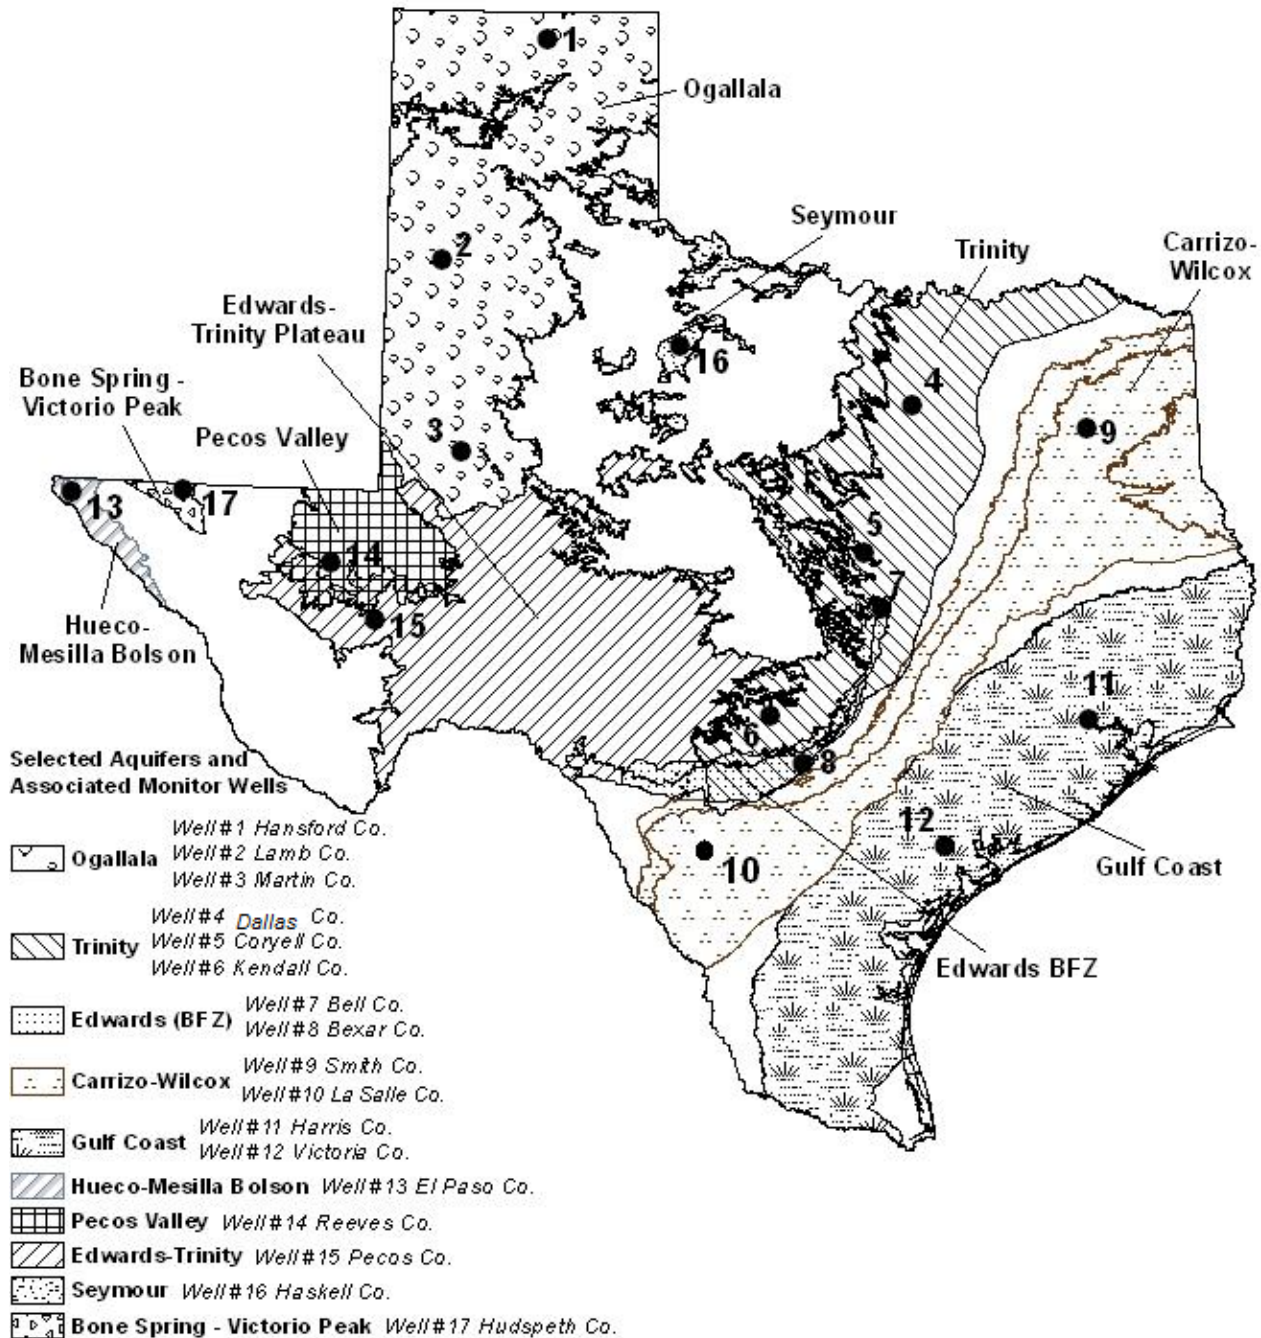 1
Ogallala
Seymour
Trinity
Carrizo-
Wilcox
2
Edwards-
Trinity Plateau
16
Bone Spring -
Victorio Peak
4
Pecos Valley
3
9
13
17
14
5
7
15
Hueco-
Mesilla Bolson
11
6
8
12
10
Gulf Coast
Edwards BFZ
Selected Aquifers and
Associated Monitor Wells
Well#1 Hansford Co.
Ogallala Well#2 Lamb Co.
Well#3 Martin Co.
Well#4 Dallas Co.
Trinity Well#5 Coryell Co.
Well#6 Kendall Co.
Edwards (BFZ) Well#7 Bell Co.
Well#8 Bexar Co.
Carrizo-Wilcox Well#9 Smith Co.
Well#10 La Salle Co.
Gulf Coast Well#11 Harris Co.
Well#12 Victoria Co.
Hueco-Mesilla Bolson Well#13 El Paso Co.
Pecos Valley Well#14 Reeves Co.
Edwards-Trinity Well#15 Pecos Co.
Seymour Well#16 Haskell Co.
Bone Spring - Victorio Peak Well#17 Hudspeth Co.